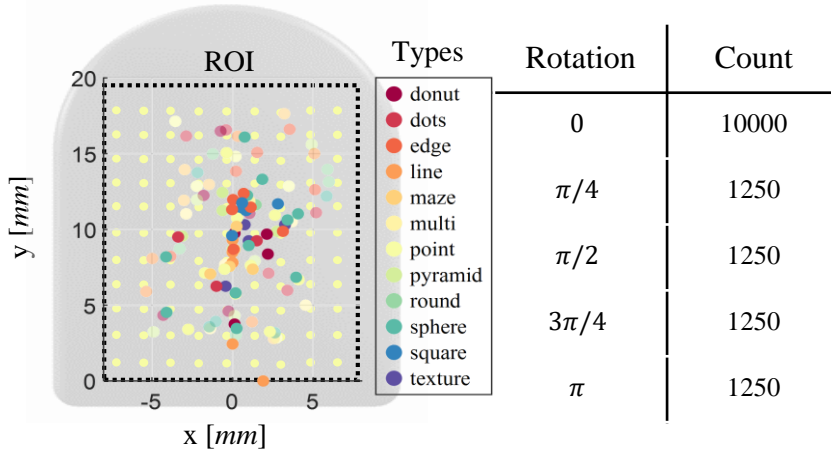 ROI
20
15
10
5
0
y [mm]
-5 0 5
x [mm]
Types
donut
dots
edge
line
maze
multi
point
pyramid
round
sphere
square
texture
Rotation Count
0 10000
π/4 1250
π/2 1250
3π/4 1250
π 1250